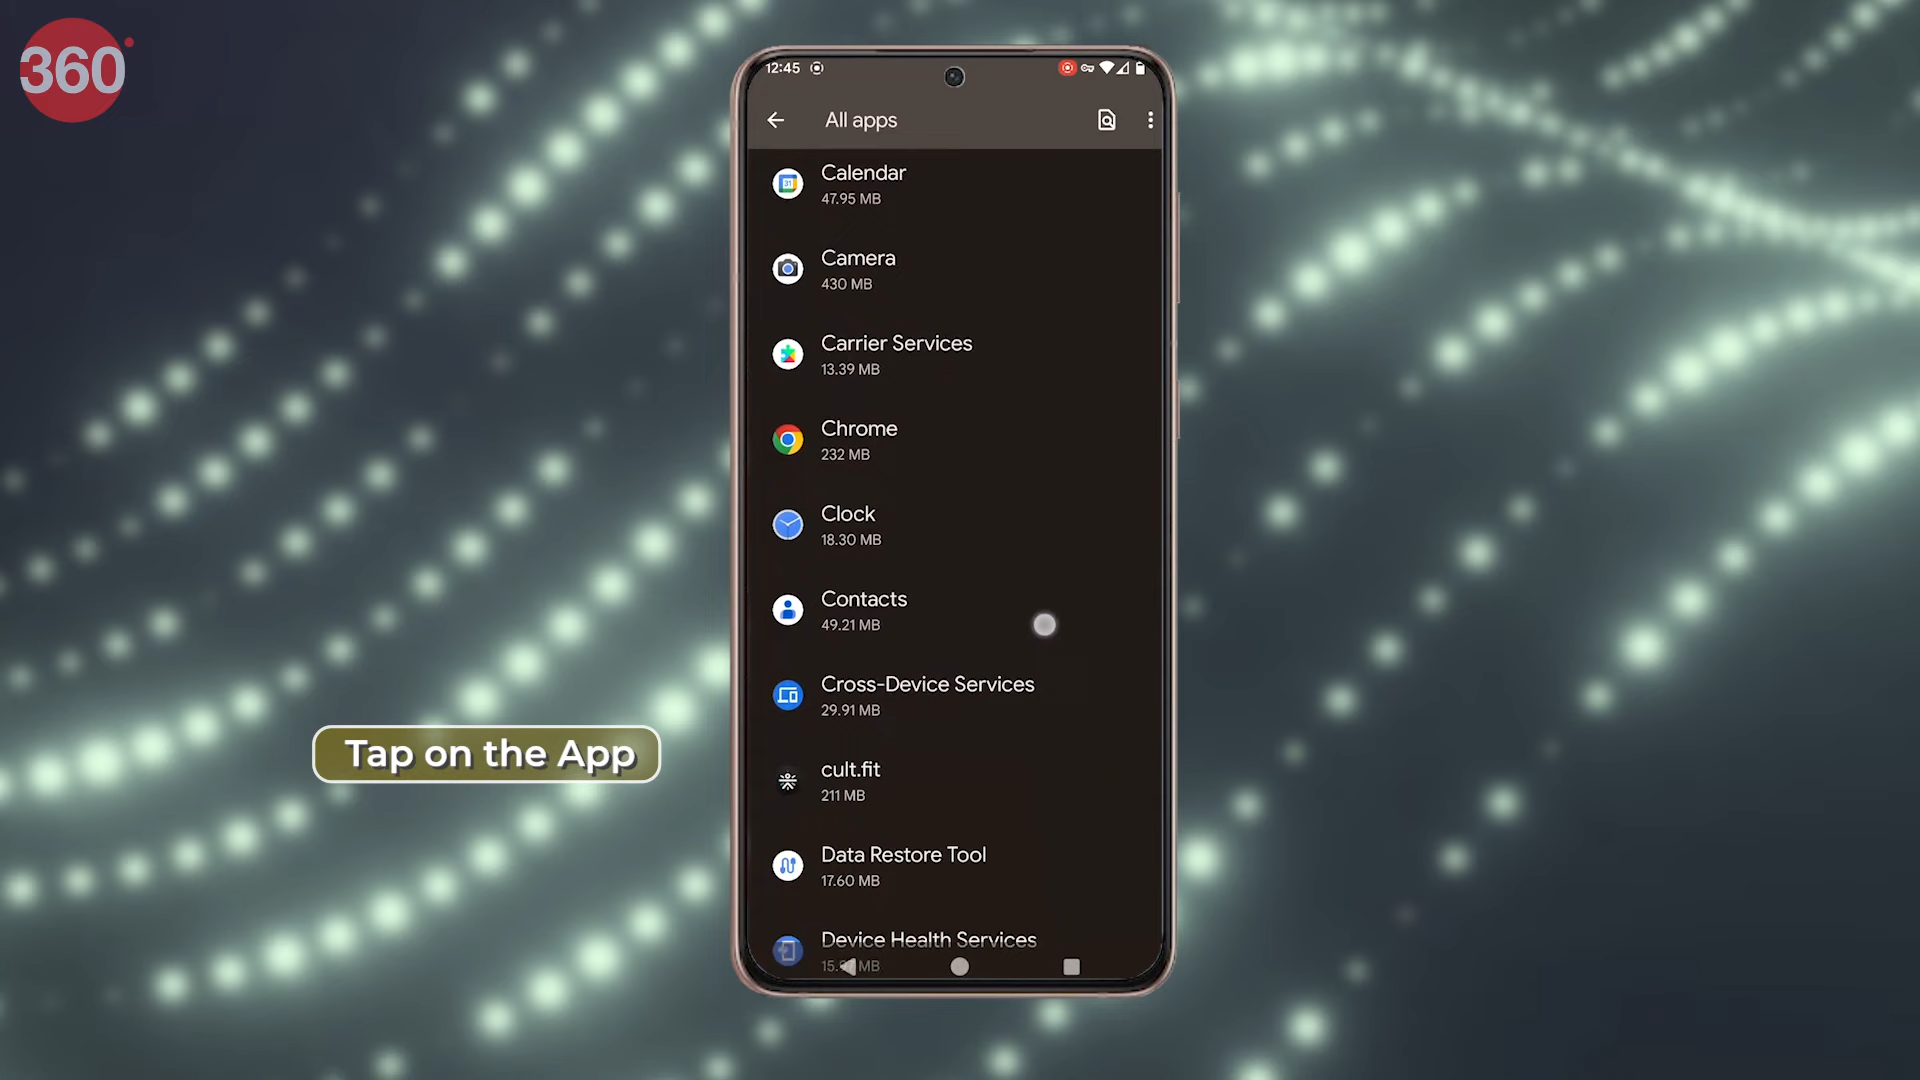 360
12:45
All apps
Calendar
47.95 MB
Camera
430 MB
Carrier Services
13.39 MB
Chrome
232 MB
Clock
18.30 MB
Contacts
49.21 MB
Cross-Device Services
29.91 MB
Tap on the App
cult.fit
211 MB
Data Restore Tool
17.60 MB
Device Health Services
MB